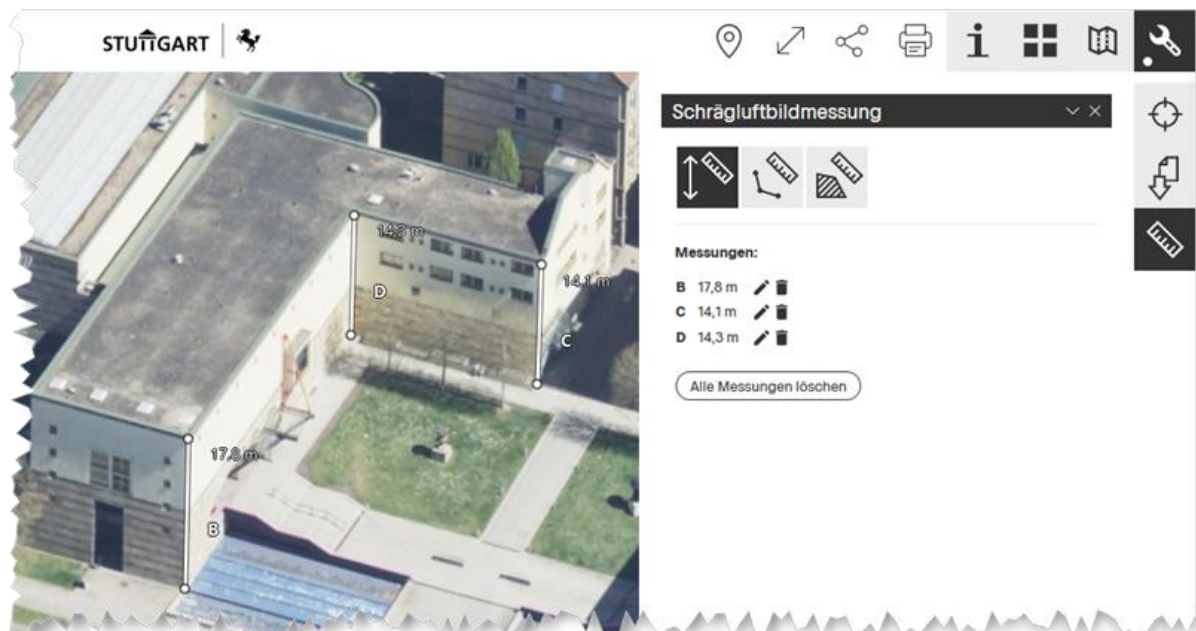 STUTTGART
Schrägluftbildmessung
14,3 m
14,1 m
D
C
17,8 m
B
Messungen:
B 17,8 m
C 14,1 m
D 14,3 m
Alle Messungen löschen